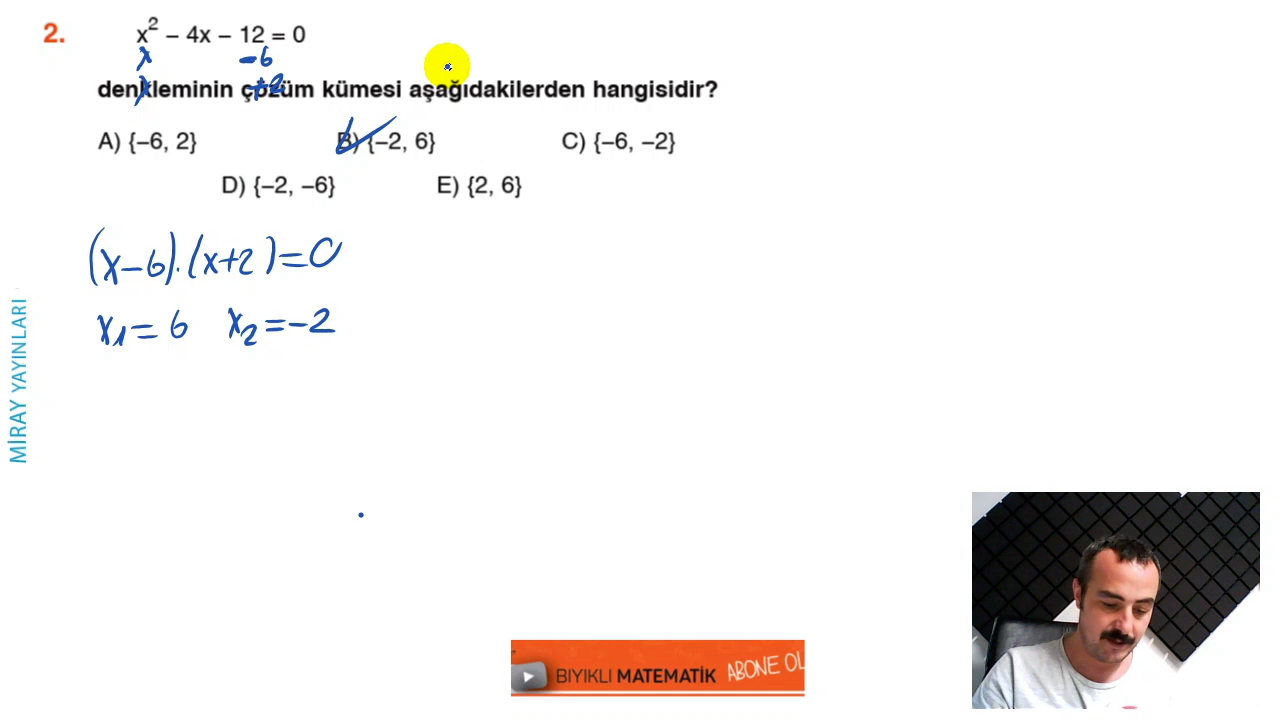 2. x² − 4x − 12 = 0
x −6
x +2
denkleminin çözüm kümesi aşağıdakilerden hangisidir?
A) {−6, 2} B) {−2, 6} C) {−6, −2}
D) {−2, −6} E) {2, 6}
(x−6).(x+2)=0
x1=6 x2=−2
MİRAY YAYINLARI
BIYIKLI MATEMATİK ABONE OL